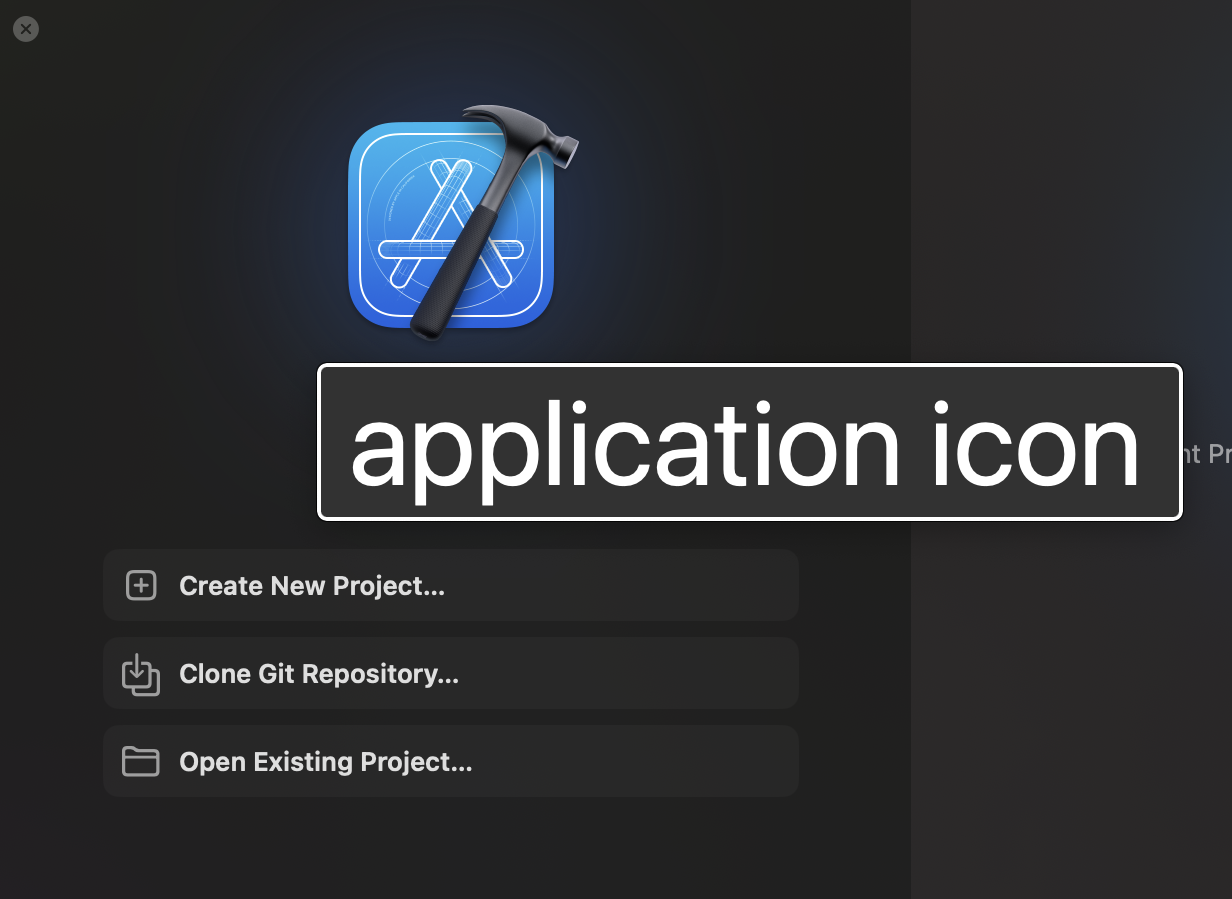 application icon
Create New Project...
Clone Git Repository...
Open Existing Project...